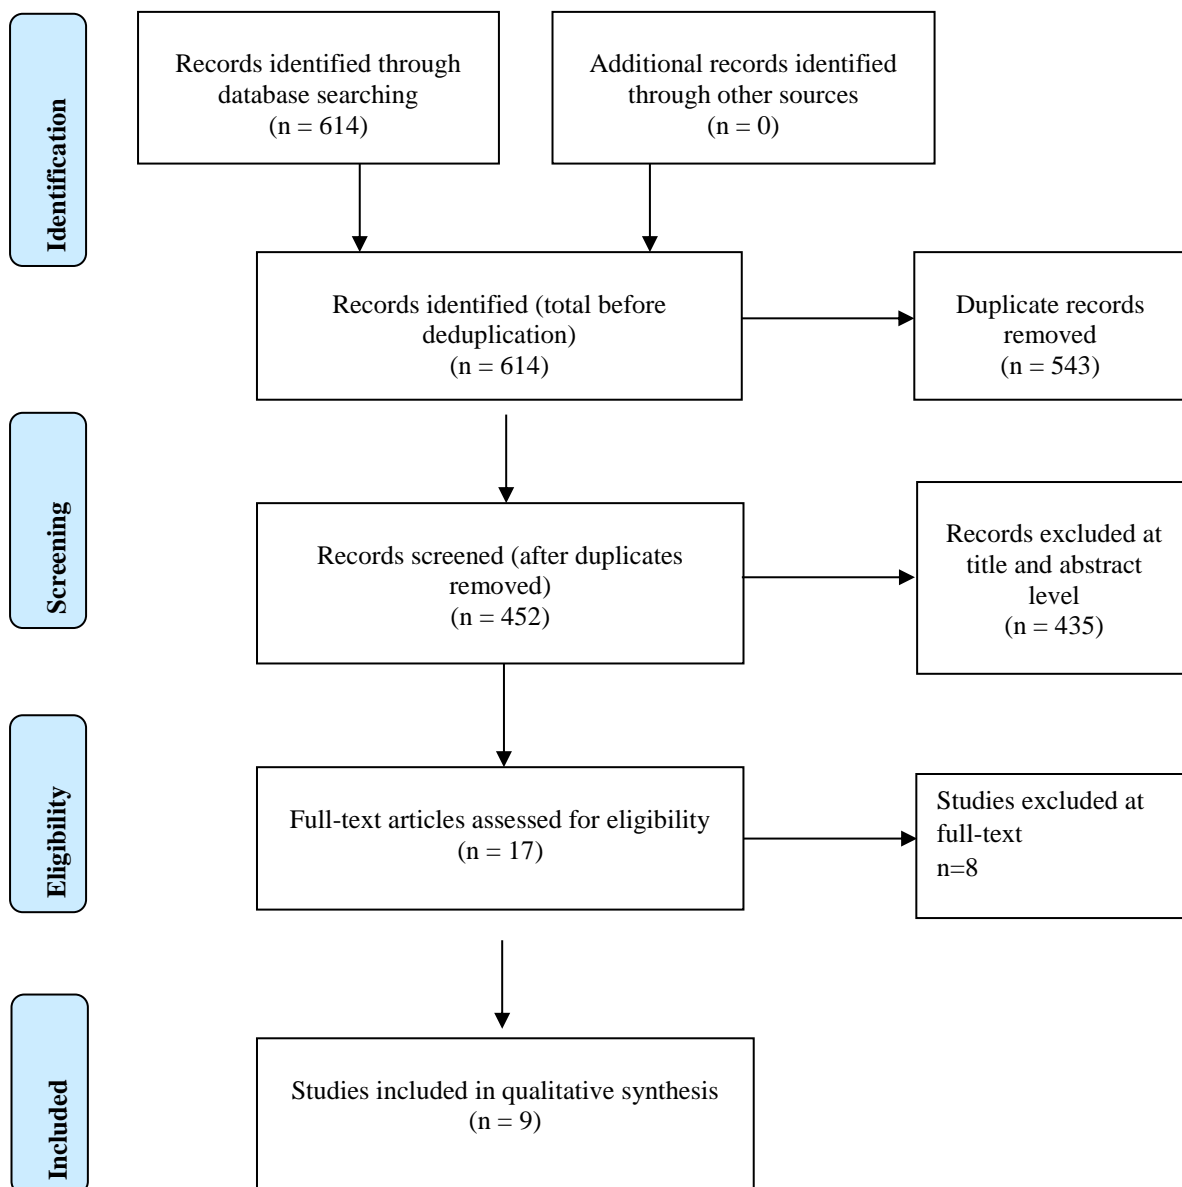 Identification
Records identified through
database searching
(n = 614)
Additional records identified
through other sources
(n = 0)
Records identified (total before
deduplication)
(n = 614)
Duplicate records
removed
(n = 543)
Screening
Records screened (after duplicates
removed)
(n = 452)
Records excluded at
title and abstract
level
(n = 435)
Eligibility
Full-text articles assessed for eligibility
(n = 17)
Studies excluded at
full-text
n=8
Included
Studies included in qualitative synthesis
(n = 9)